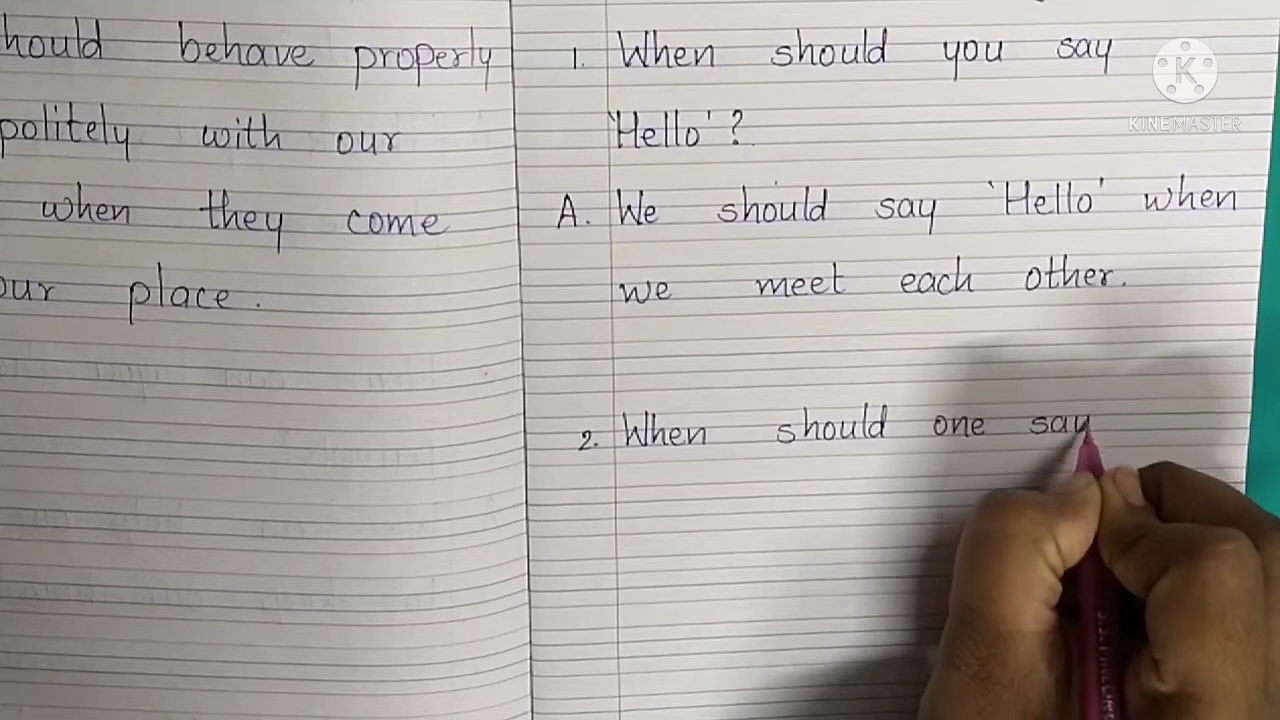 hould behave properly
politely with our
when they come
our place.
1. When should you say
'Hello'?
A. We should say 'Hello' when
we meet each other.
2. When should one say
KINEMASTER